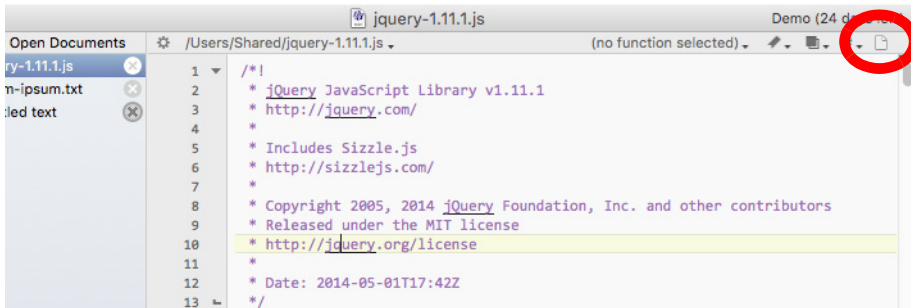 jquery-1.11.1.js Demo (24
Open Documents /Users/Shared/jquery-1.11.1.js (no function selected)
ry-1.11.1.js
m-ipsum.txt
tled text
1 /*!
2 * jQuery JavaScript Library v1.11.1
3 * http://jquery.com/
4 *
5 * Includes Sizzle.js
6 * http://sizzlejs.com/
7 *
8 * Copyright 2005, 2014 jQuery Foundation, Inc. and other contributors
9 * Released under the MIT license
10 * http://jquery.org/license
11 *
12 * Date: 2014-05-01T17:42Z
13 */